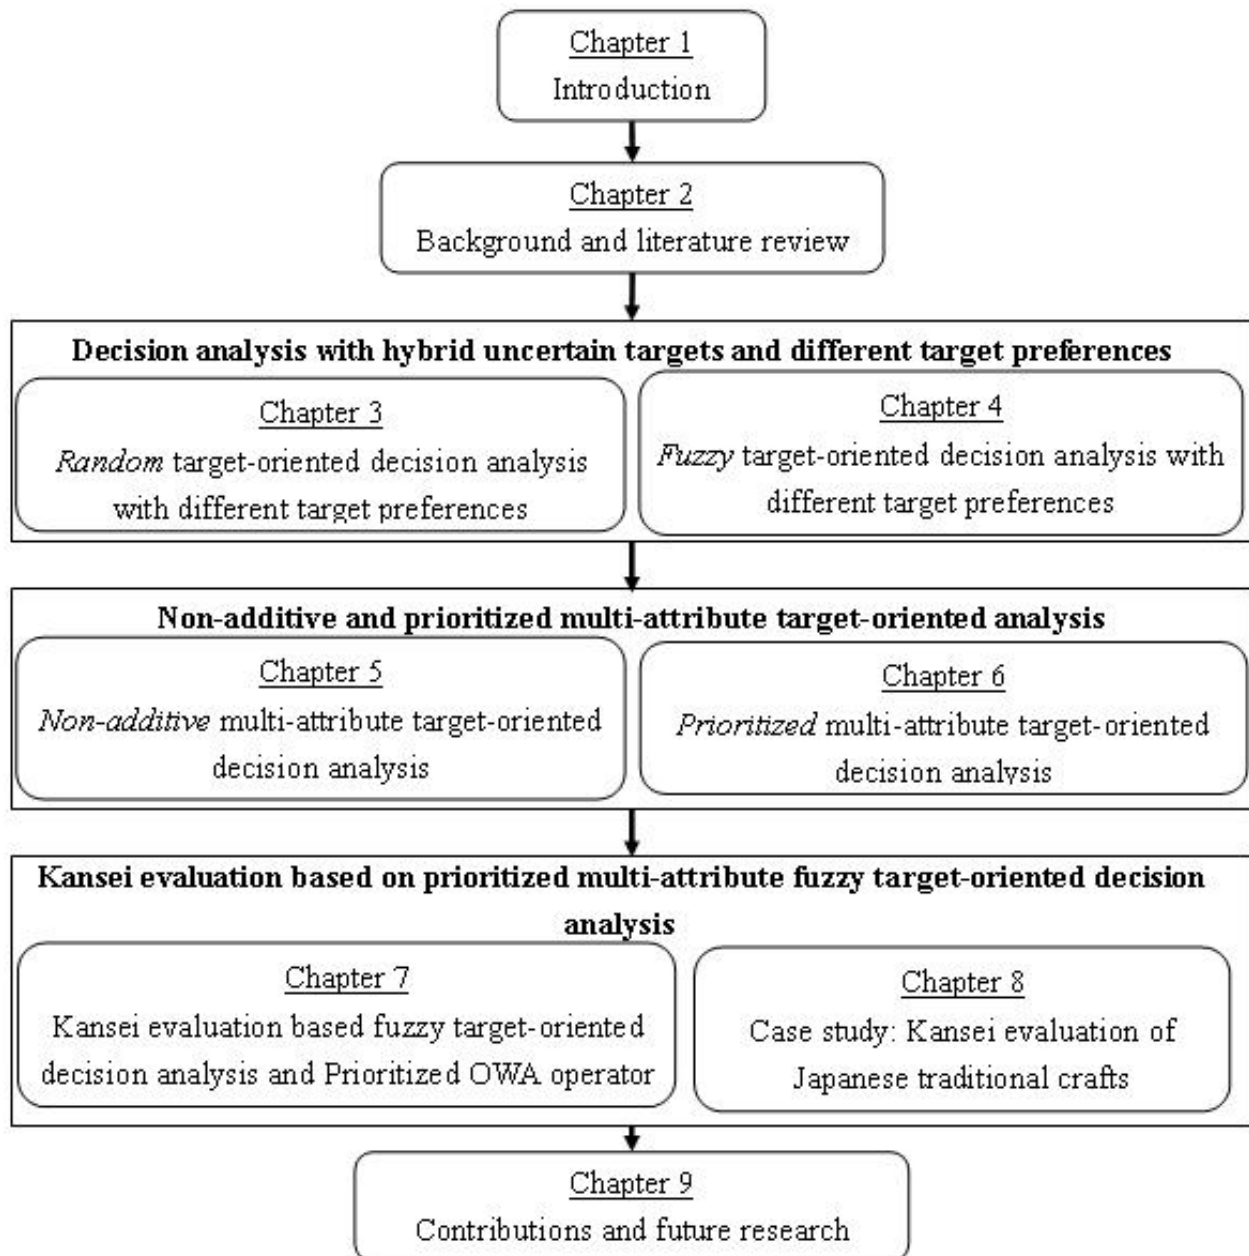 Chapter 1
Introduction
Chapter 2
Background and literature review
Decision analysis with hybrid uncertain targets and different target preferences
Chapter 3
Random target-oriented decision analysis
with different target preferences
Chapter 4
Fuzzy target-oriented decision analysis with
different target preferences
Non-additive and prioritized multi-attribute target-oriented analysis
Chapter 5
Non-additive multi-attribute target-oriented
decision analysis
Chapter 6
Prioritized multi-attribute target-oriented
decision analysis
Kansei evaluation based on prioritized multi-attribute fuzzy target-oriented decision
analysis
Chapter 7
Kansei evaluation based fuzzy target-oriented
decision analysis and Prioritized OWA operator
Chapter 8
Case study: Kansei evaluation of
Japanese traditional crafts
Chapter 9
Contributions and future research